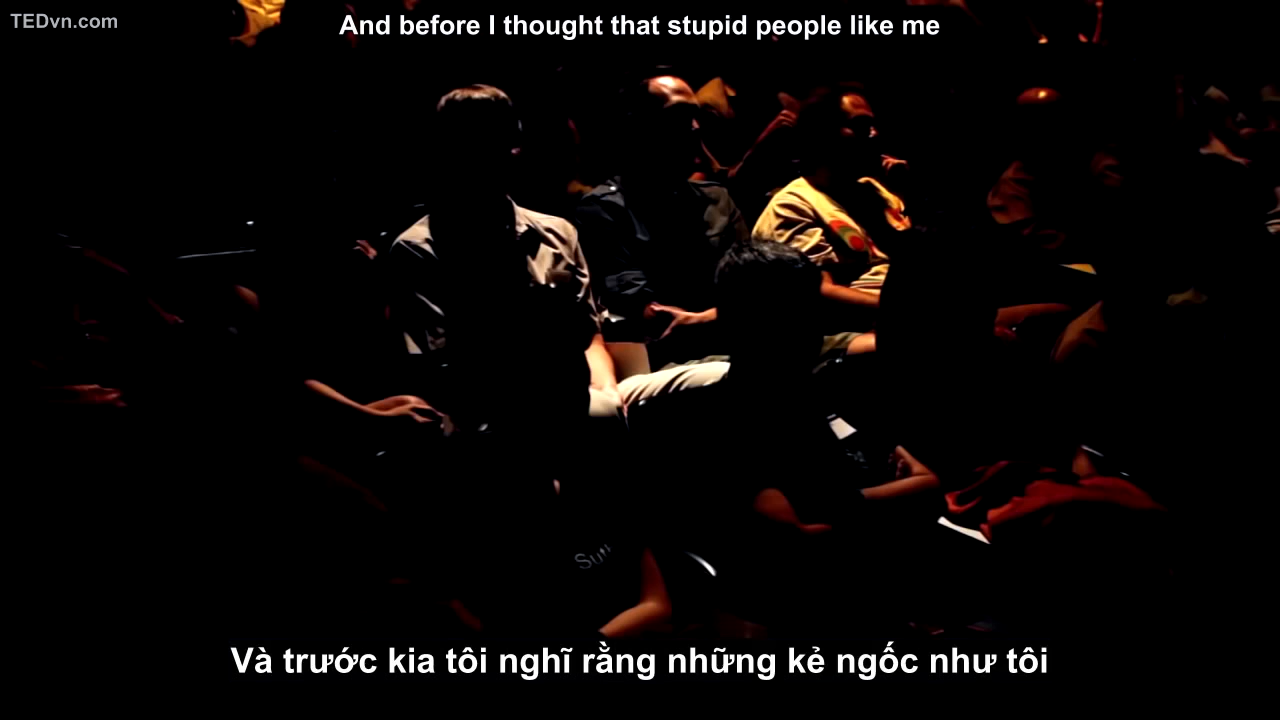 TEDvn.com
And before I thought that stupid people like me
Và trước kia tôi nghĩ rằng những kẻ ngốc như tôi